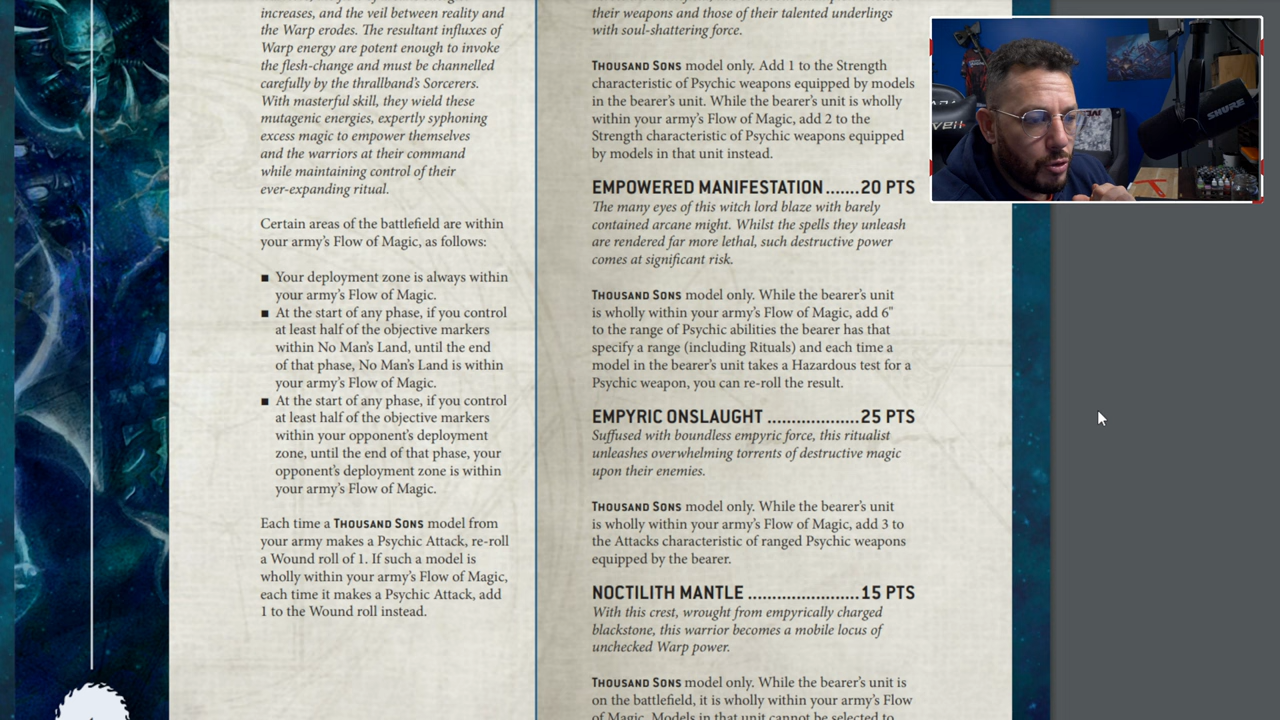 increases, and the veil between reality and
the Warp erodes. The resultant influxes of
Warp energy are potent enough to invoke
the flesh-change and must be channelled
carefully by the thrallband's Sorcerers.
With masterful skill, they wield these
mutagenic energies, expertly syphoning
excess magic to empower themselves
and the warriors at their command
while maintaining control of their
ever-expanding ritual.
Certain areas of the battlefield are within
your army's Flow of Magic, as follows:
■ Your deployment zone is always within
your army's Flow of Magic.
■ At the start of any phase, if you control
at least half of the objective markers
within No Man's Land, until the end
of that phase, No Man's Land is within
your army's Flow of Magic.
■ At the start of any phase, if you control
at least half of the objective markers
within your opponent's deployment
zone, until the end of that phase, your
opponent's deployment zone is within
your army's Flow of Magic.
Each time a THOUSAND SONS model from
your army makes a Psychic Attack, re-roll
a Wound roll of 1. If such a model is
wholly within your army's Flow of Magic,
each time it makes a Psychic Attack, add
1 to the Wound roll instead.
their weapons and those of their talented underlings
with soul-shattering force.
THOUSAND SONS model only. Add 1 to the Strength
characteristic of Psychic weapons equipped by models
in the bearer's unit. While the bearer's unit is wholly
within your army's Flow of Magic, add 2 to the
Strength characteristic of Psychic weapons equipped
by models in that unit instead.
EMPOWERED MANIFESTATION.......20 PTS
The many eyes of this witch lord blaze with barely
contained arcane might. Whilst the spells they unleash
are rendered far more lethal, such destructive power
comes at significant risk.
THOUSAND SONS model only. While the bearer's unit
is wholly within your army's Flow of Magic, add 6"
to the range of Psychic abilities the bearer has that
specify a range (including Rituals) and each time a
model in the bearer's unit takes a Hazardous test for a
Psychic weapon, you can re-roll the result.
EMPYRIC ONSLAUGHT ...................25 PTS
Suffused with boundless empyric force, this ritualist
unleashes overwhelming torrents of destructive magic
upon their enemies.
THOUSAND SONS model only. While the bearer's unit
is wholly within your army's Flow of Magic, add 3 to
the Attacks characteristic of ranged Psychic weapons
equipped by the bearer.
NOCTILITH MANTLE .......................15 PTS
With this crest, wrought from empyrically charged
blackstone, this warrior becomes a mobile locus of
unchecked Warp power.
THOUSAND SONS model only. While the bearer's unit is
on the battlefield, it is wholly within your army's Flow
of Magic. Models in that unit cannot be selected to
SHURE